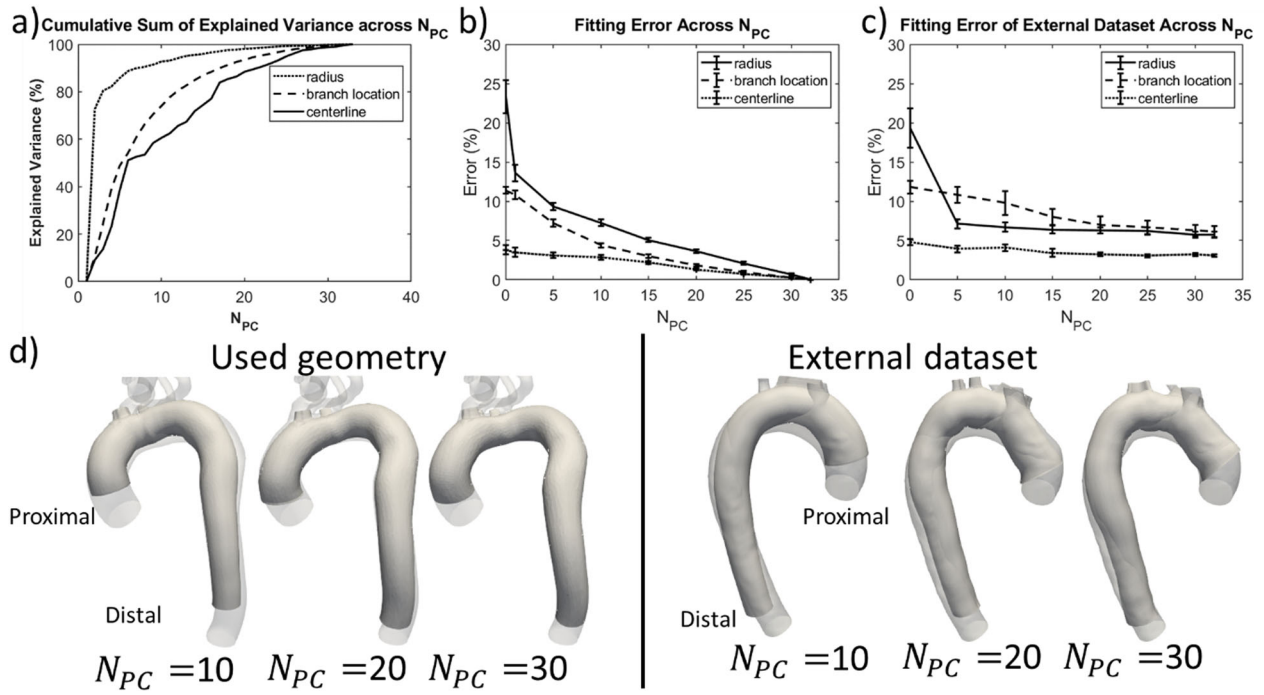 a) Cumulative Sum of Explained Variance across N_PC
100
80
60
40
20
0
Explained Variance (%)
radius
branch location
centerline
0 10 20 30 40
N_PC
b) Fitting Error Across N_PC
30
25
20
15
10
5
0
Error (%)
radius
branch location
centerline
0 5 10 15 20 25 30 35
N_PC
c) Fitting Error of External Dataset Across N_PC
30
25
20
15
10
5
0
Error (%)
radius
branch location
centerline
0 5 10 15 20 25 30 35
N_PC
d) Used geometry
Proximal
Distal
N_PC =10 N_PC =20 N_PC =30
External dataset
Proximal
Distal
N_PC =10 N_PC =20 N_PC =30